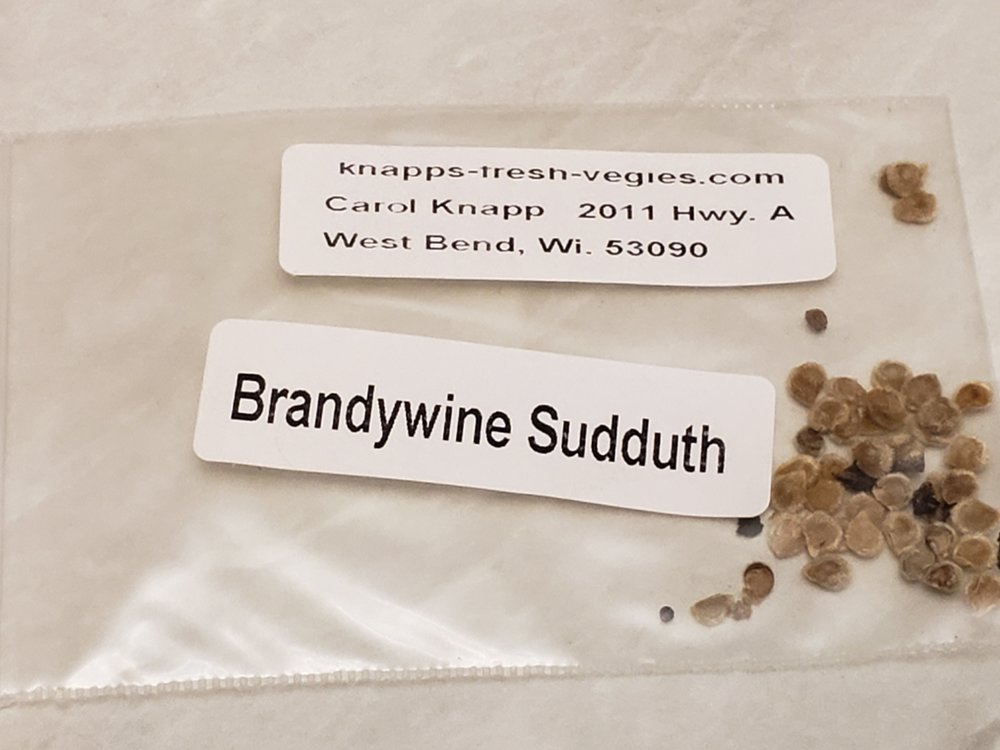 knapps-fresh-vegies.com
Carol Knapp 2011 Hwy. A
West Bend, Wi. 53090
Brandywine Sudduth